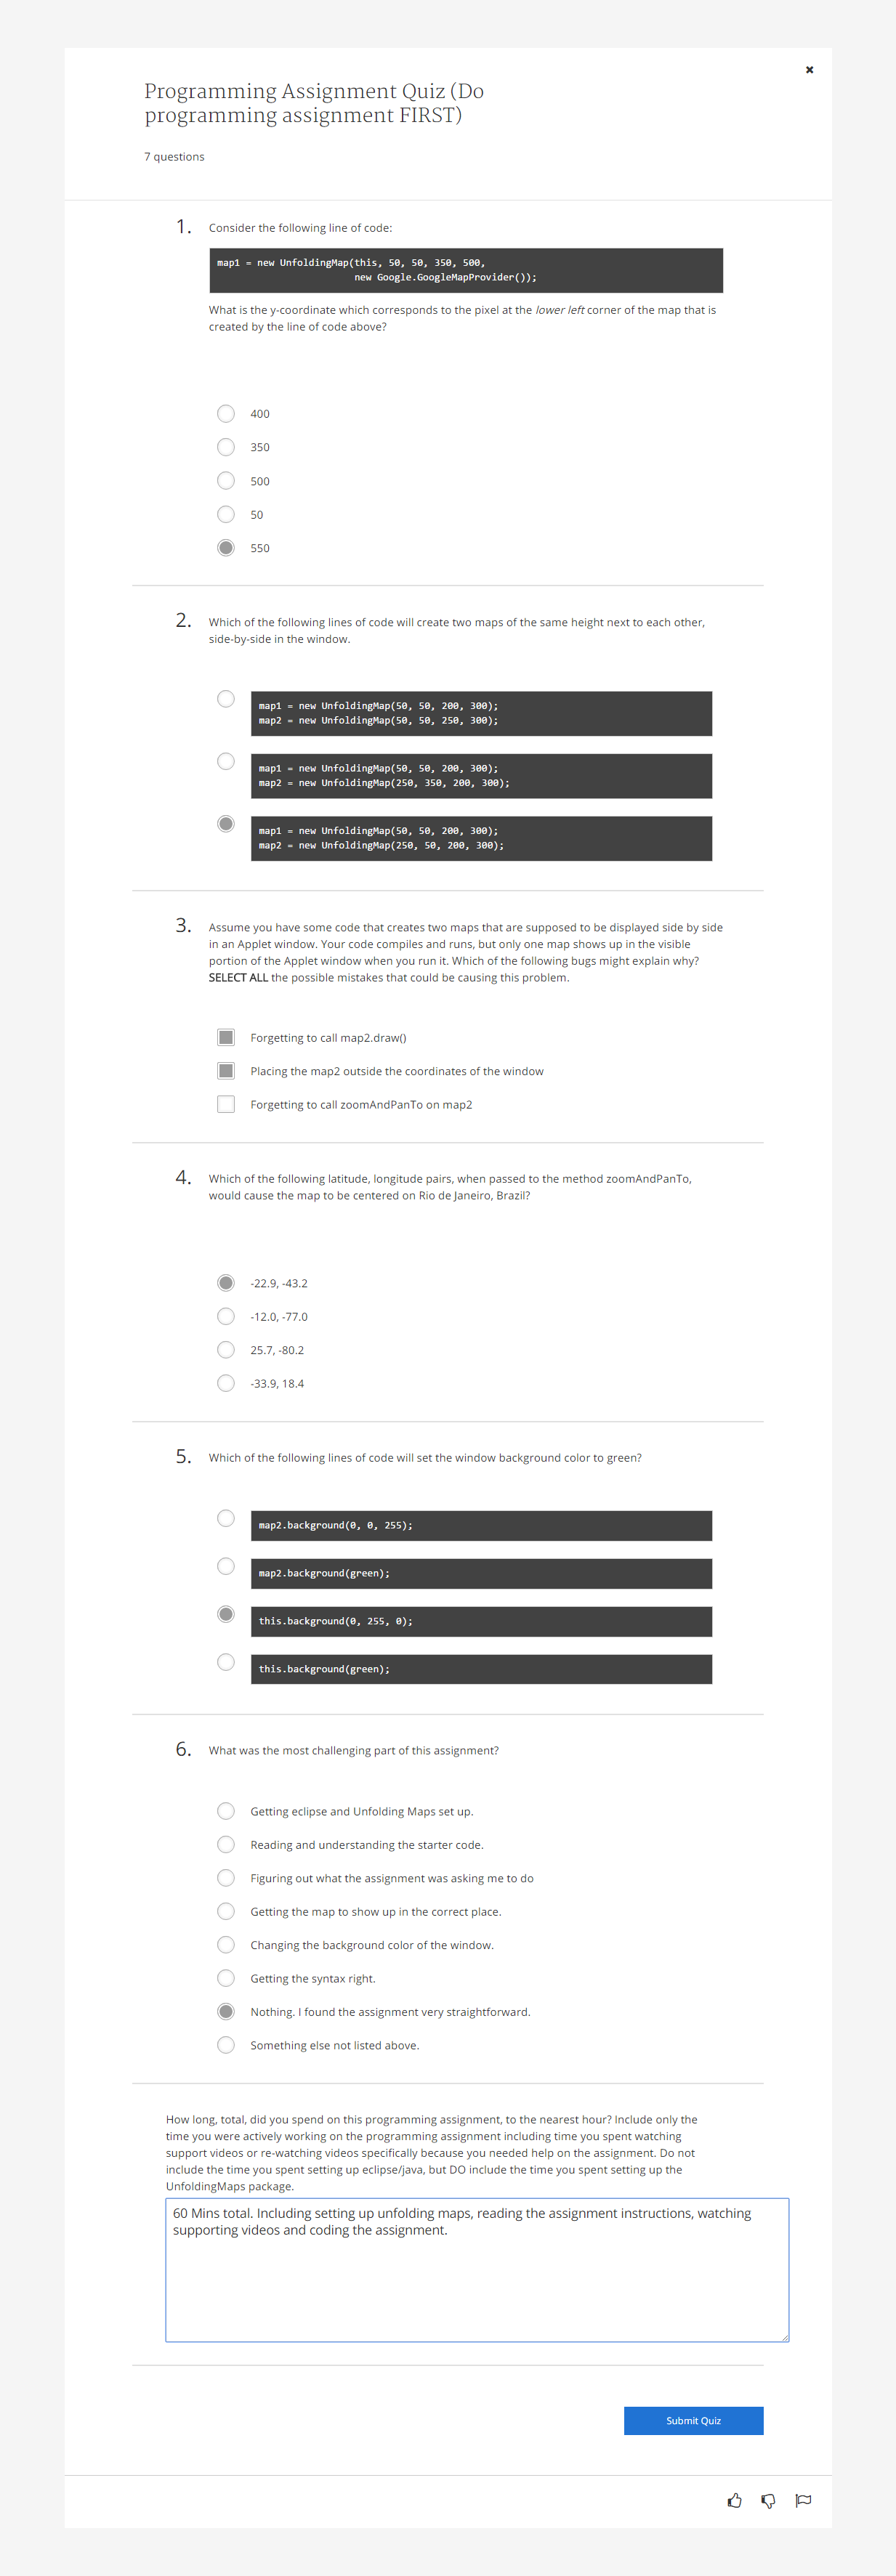 Programming Assignment Quiz (Do
programming assignment FIRST)
7 questions
1. Consider the following line of code:
map1 = new UnfoldingMap(this, 50, 50, 350, 500,
new Google.GoogleMapProvider());
What is the y-coordinate which corresponds to the pixel at the lower left corner of the map that is
created by the line of code above?
400
350
500
50
550
2. Which of the following lines of code will create two maps of the same height next to each other,
side-by-side in the window.
map1 = new UnfoldingMap(50, 50, 200, 300);
map2 = new UnfoldingMap(50, 50, 250, 300);
map1 = new UnfoldingMap(50, 50, 200, 300);
map2 = new UnfoldingMap(250, 350, 200, 300);
map1 = new UnfoldingMap(50, 50, 200, 300);
map2 = new UnfoldingMap(250, 50, 200, 300);
3. Assume you have some code that creates two maps that are supposed to be displayed side by side
in an Applet window. Your code compiles and runs, but only one map shows up in the visible
portion of the Applet window when you run it. Which of the following bugs might explain why?
SELECT ALL the possible mistakes that could be causing this problem.
Forgetting to call map2.draw()
Placing the map2 outside the coordinates of the window
Forgetting to call zoomAndPanTo on map2
4. Which of the following latitude, longitude pairs, when passed to the method zoomAndPanTo,
would cause the map to be centered on Rio de Janeiro, Brazil?
-22.9, -43.2
-12.0, -77.0
25.7, -80.2
-33.9, 18.4
5. Which of the following lines of code will set the window background color to green?
map2.background(0, 0, 255);
map2.background(green);
this.background(0, 255, 0);
this.background(green);
6. What was the most challenging part of this assignment?
Getting eclipse and Unfolding Maps set up.
Reading and understanding the starter code.
Figuring out what the assignment was asking me to do
Getting the map to show up in the correct place.
Changing the background color of the window.
Getting the syntax right.
Nothing. I found the assignment very straightforward.
Something else not listed above.
How long, total, did you spend on this programming assignment, to the nearest hour? Include only the
time you were actively working on the programming assignment including time you spent watching
support videos or re-watching videos specifically because you needed help on the assignment. Do not
include the time you spent setting up eclipse/java, but DO include the time you spent setting up the
UnfoldingMaps package.
60 Mins total. Including setting up unfolding maps, reading the assignment instructions, watching
supporting videos and coding the assignment.
Submit Quiz